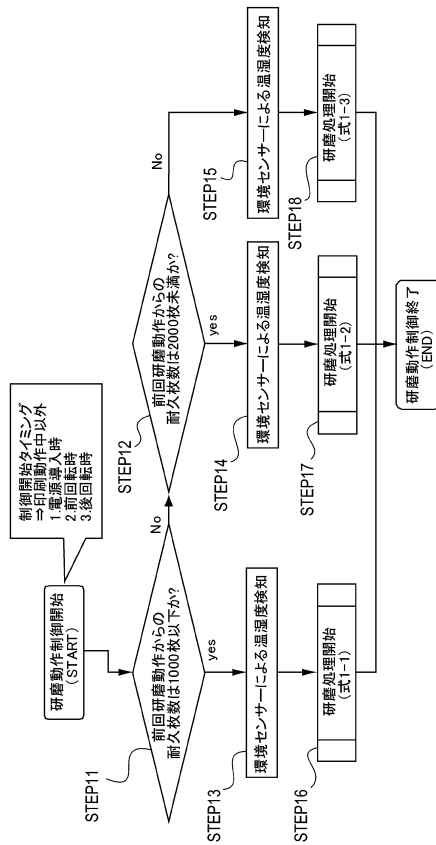 制御開始タイミング
⇒印刷動作中以外
1.電源導入時
2.前回転時
3.後回転時
研磨動作制御開始
(START)
STEP11
前回研磨動作からの
耐久枚数は1000枚以下か?
No
yes
STEP12
前回研磨動作からの
耐久枚数は2000枚未満か?
No
yes
STEP13
環境センサーによる温湿度検知
STEP14
環境センサーによる温湿度検知
STEP15
環境センサーによる温湿度検知
STEP16
研磨処理開始
(式1-1)
STEP17
研磨処理開始
(式1-2)
STEP18
研磨処理開始
(式1-3)
研磨動作制御終了
(END)